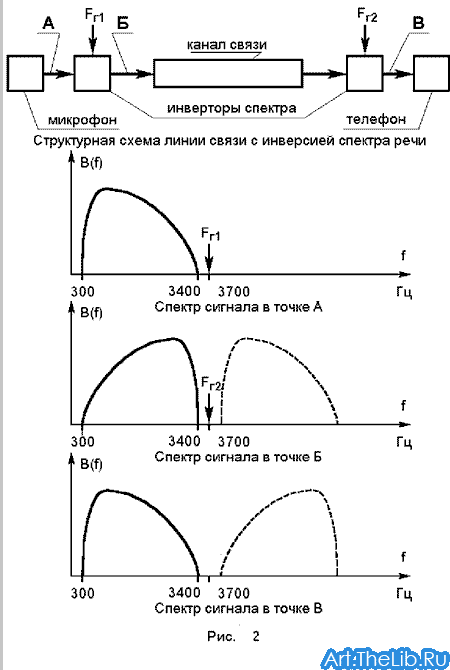 Fг1 Fг2
А Б В
канал связи
инверторы спектра
микрофон телефон
Структурная схема линии связи с инверсией спектра речи
B(f)
Fг1
f
300 3400 3700 Гц
Спектр сигнала в точке А
B(f)
Fг2
f
300 3400 3700 Гц
Спектр сигнала в точке Б
B(f)
f
300 3400 3700 Гц
Спектр сигнала в точке В
Рис. 2
Art-TheLib.Ru